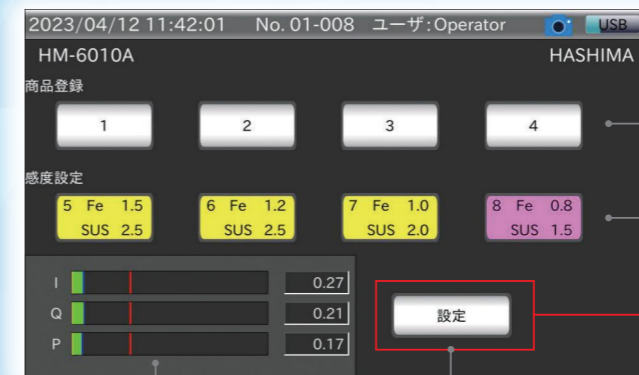 2023/04/12 11:42:01 No. 01-008 ユーザ:Operator USB
HM-6010A HASHIMA
商品登録
1 2 3 4
感度設定
5 Fe 1.5 6 Fe 1.2 7 Fe 1.0 8 Fe 0.8
SUS 2.5 SUS 2.5 SUS 2.0 SUS 1.5
I 0.27
Q 0.21 設定
P 0.17